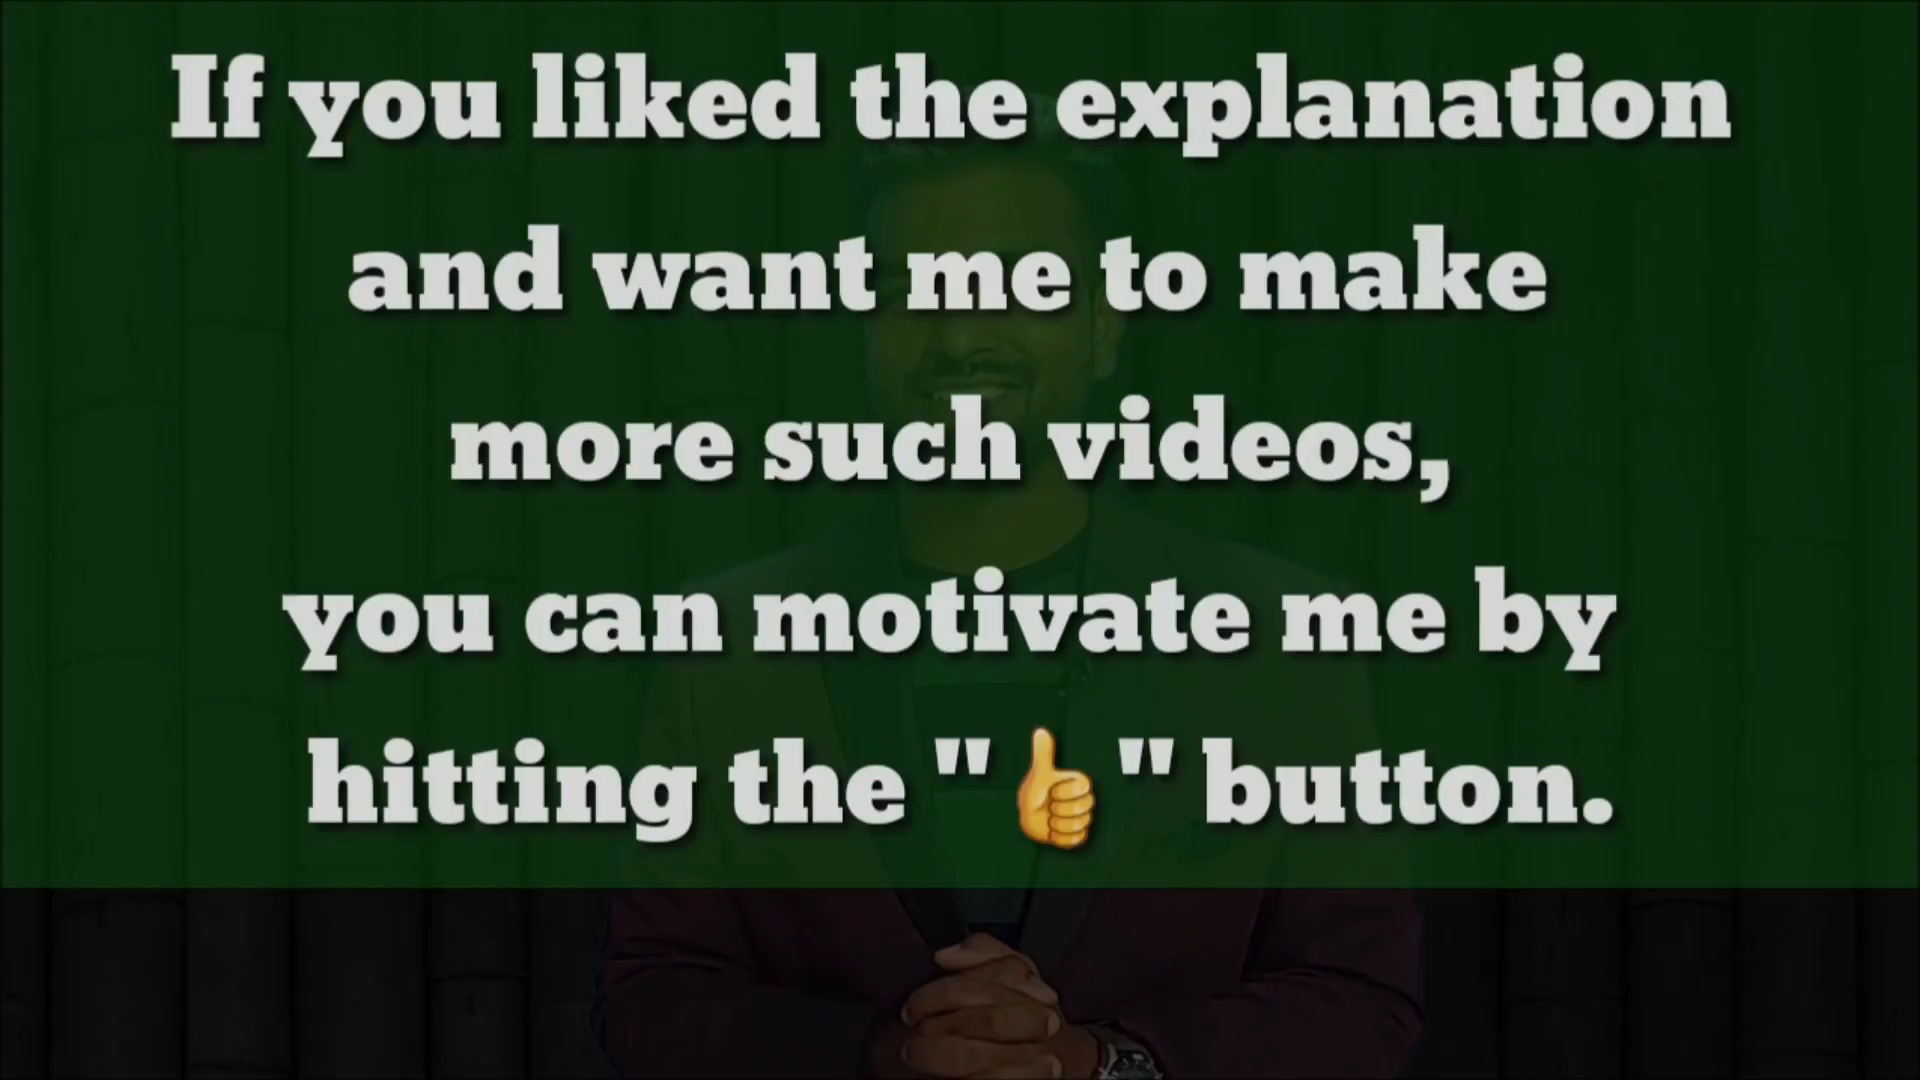 If you liked the explanation
and want me to make
more such videos,
you can motivate me by
hitting the "👍" button.